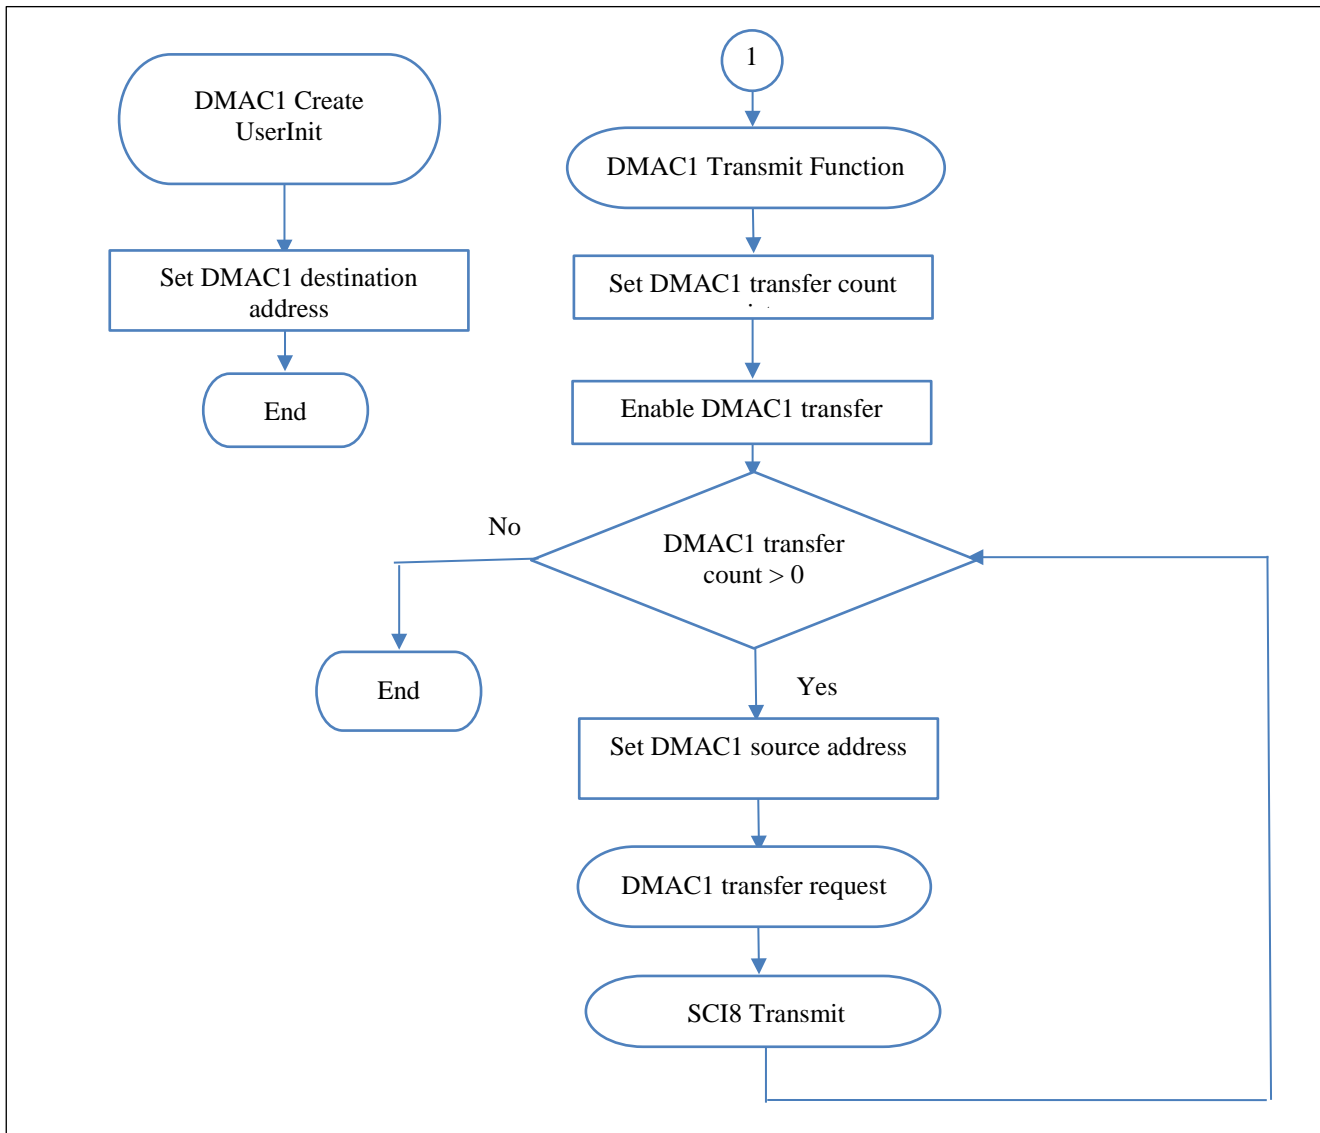 DMAC1 Create
UserInit
Set DMAC1 destination
address
End
1
DMAC1 Transmit Function
Set DMAC1 transfer count
Enable DMAC1 transfer
DMAC1 transfer
count > 0
No
End
Yes
Set DMAC1 source address
DMAC1 transfer request
SCI8 Transmit